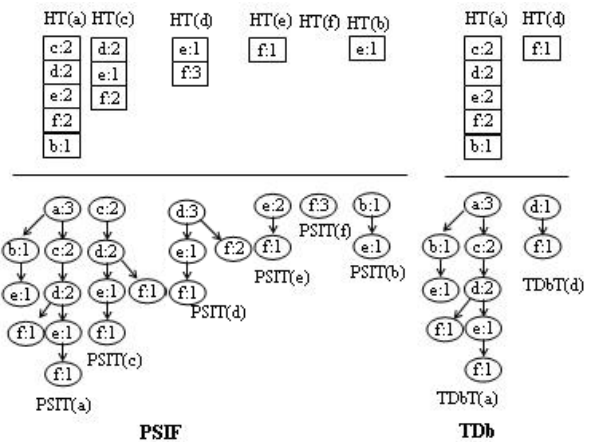 HT(a) HT(c) HT(d) HT(e) HT(f) HT(b) HT(a) HT(d)
c:2 d:2 e:1 f:1 e:1 c:2 f:1
d:2 e:1 f:3 d:2
e:2 f:2 e:2
f:2 f:2
b:1 b:1
a:3 c:2 d:3 e:2 f:3 b:1 a:3 d:1
PSIT(f)
b:1 c:2 d:2 e:1 f:2 f:1 e:1 b:1 c:2 f:1
PSIT(e) PSIT(b) TDbT(d)
e:1 d:2 e:1 f:1 f:1 e:1 d:2
PSIT(d)
f:1 e:1 f:1 f:1 e:1
PSIT(c)
f:1 f:1
PSIT(a) TDbT(a)
PSIF TDb